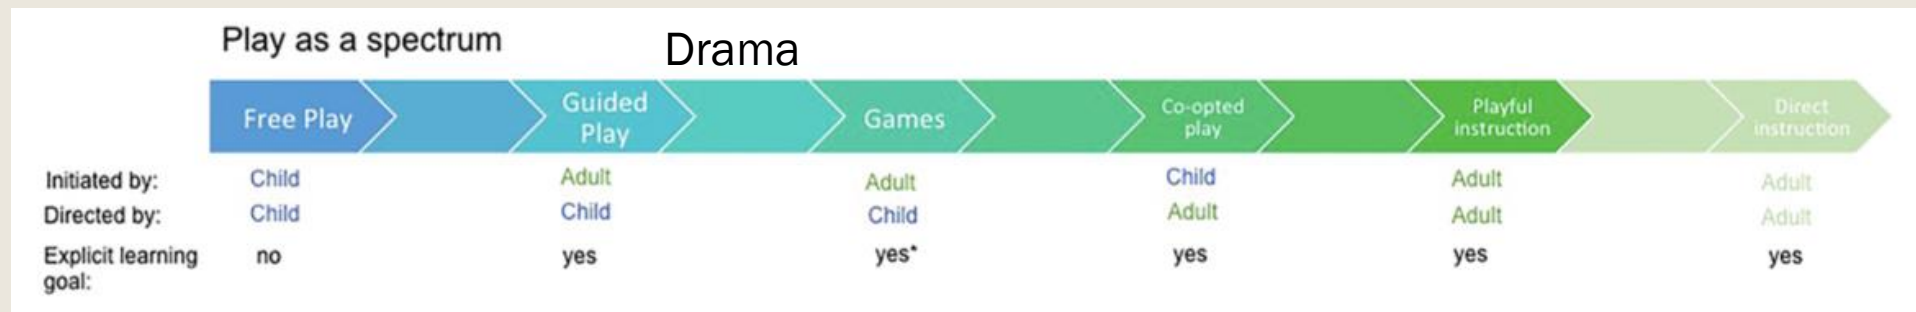 Play as a spectrum
Drama
Free Play
Guided
Play
Games
Co-opted
play
Playful
instruction
Direct
instruction
Initiated by: Child Adult Adult Child Adult Adult
Directed by: Child Child Child Adult Adult Adult
Explicit learning no yes yes* yes yes yes
goal: